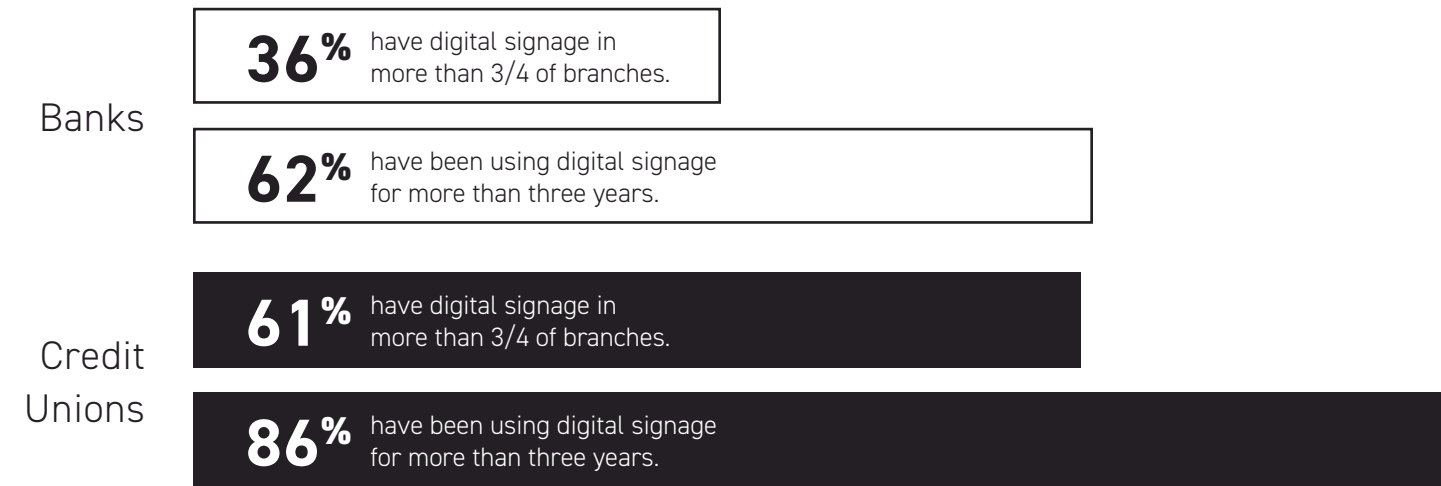 Banks
36% have digital signage in
more than 3/4 of branches.
62% have been using digital signage
for more than three years.
Credit
Unions
61% have digital signage in
more than 3/4 of branches.
86% have been using digital signage
for more than three years.